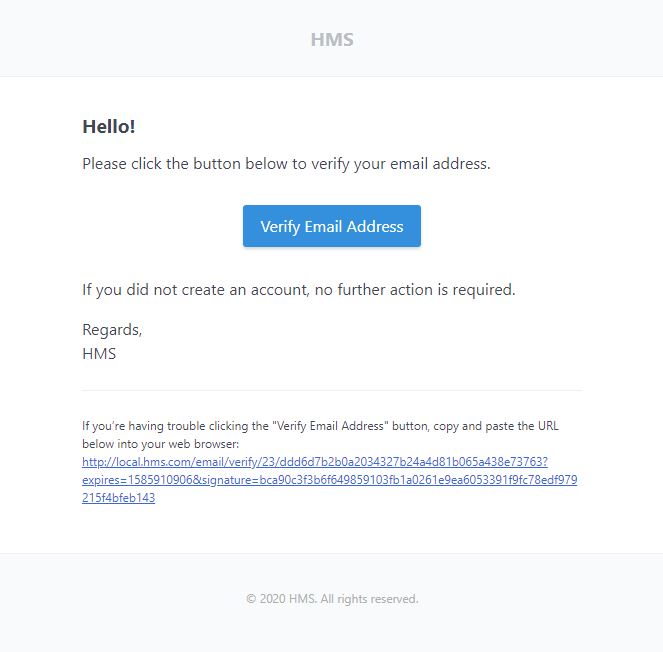 HMS
Hello!
Please click the button below to verify your email address.
Verify Email Address
If you did not create an account, no further action is required.
Regards,
HMS
If you’re having trouble clicking the "Verify Email Address" button, copy and paste the URL
below into your web browser:
http://local.hms.com/email/verify/23/ddd6d7b2b0a2034327b24a4d81b065a438e73763?
expires=1585910906&signature=bca90c3f3b6f649859103fb1a0261e9ea6053391f9fc78edf979
215f4bfeb143
© 2020 HMS. All rights reserved.